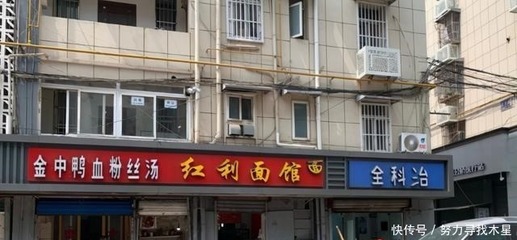 金中鸭血粉丝汤
红利面馆 面
全科治
快传号 / 努力寻找木星